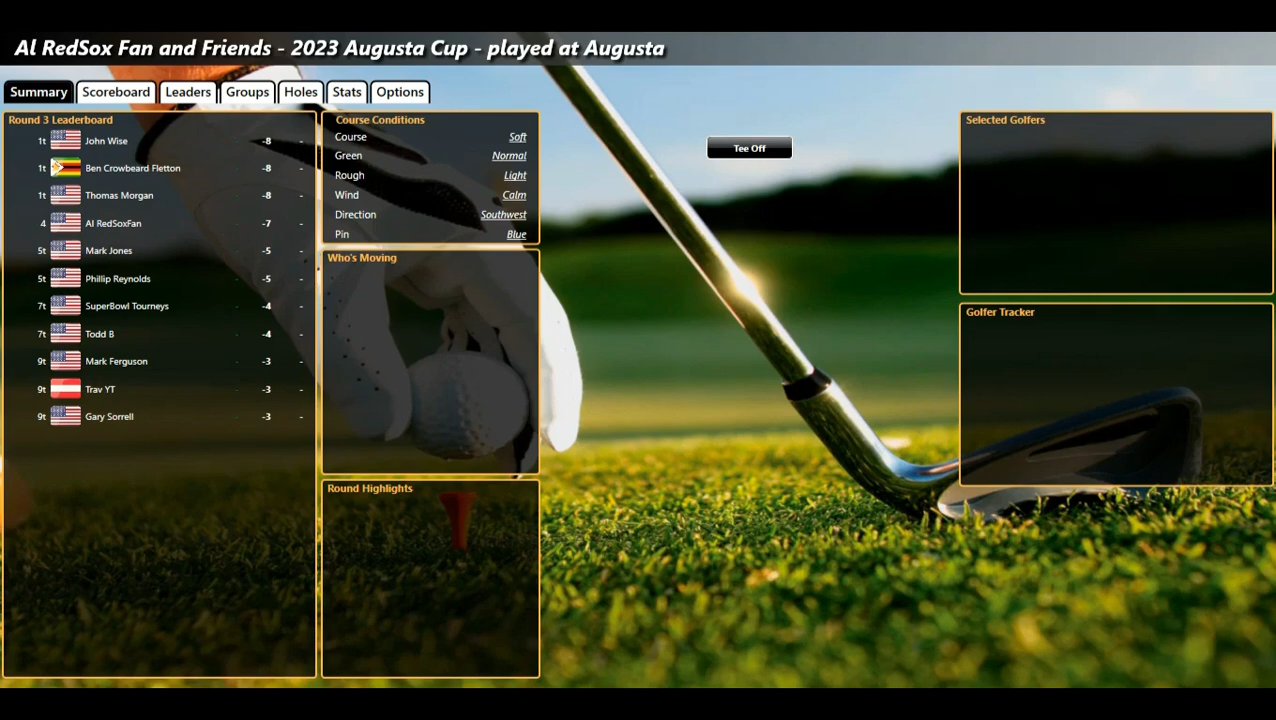 Al RedSox Fan and Friends - 2023 Augusta Cup - played at Augusta
Summary Scoreboard Leaders Groups Holes Stats Options
Round 3 Leaderboard
1t John Wise -8 -
1t Ben Crowbeard Fletton -8 -
1t Thomas Morgan -8 -
4 Al RedSoxFan -7 -
5t Mark Jones -5 -
5t Phillip Reynolds -5 -
7t SuperBowl Tourneys -4 -
7t Todd B -4 -
9t Mark Ferguson -3 -
9t Trav YT -3 -
9t Gary Sorrell -3 -
Course Conditions
Course Soft
Green Normal
Rough Light
Wind Calm
Direction Southwest
Pin Blue
Who's Moving
Round Highlights
Tee Off
Selected Golfers
Golfer Tracker